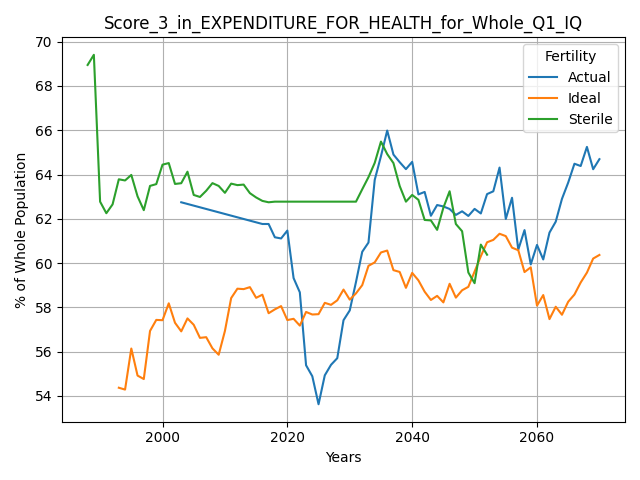 Score_3_in_EXPENDITURE_FOR_HEALTH_for_Whole_Q1_IQ
Fertility
Actual
Ideal
Sterile
% of Whole Population
70
68
66
64
62
60
58
56
54
2000
2020
2040
2060
Years